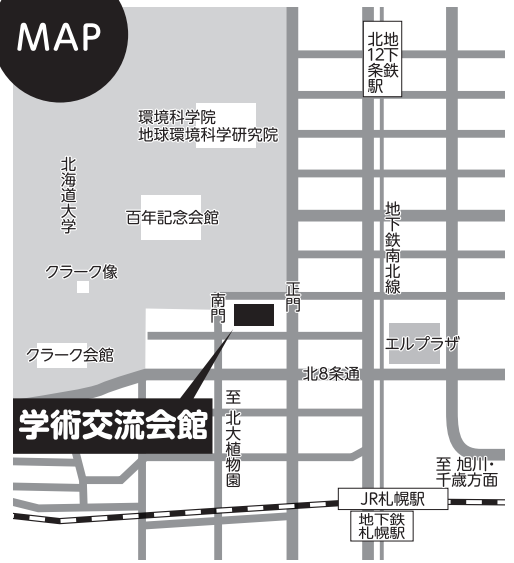 MAP
地下鉄
北12条駅
環境科学院
地球環境科学研究院
北海道大学
百年記念会館
地下鉄南北線
クラーク像
南門
正門
エルプラザ
クラーク会館
北8条通
至 北大植物園
学術交流会館
至 旭川・
千歳方面
JR札幌駅
地下鉄
札幌駅